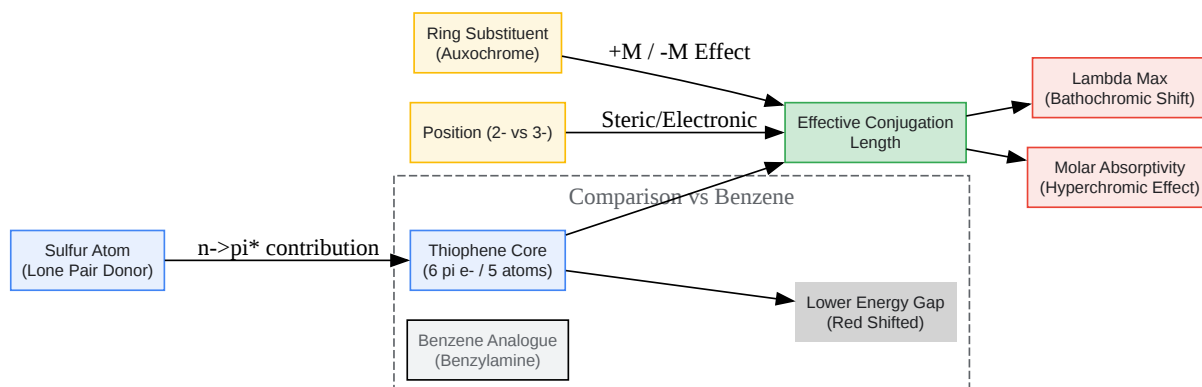 Ring Substituent
(Auxochrome)
+M / -M Effect
Lambda Max
(Bathochromic Shift)
Position (2- vs 3-)
Steric/Electronic
Effective Conjugation
Length
Molar Absorptivity
(Hyperchromic Effect)
Comparison vs Benzene
Sulfur Atom
(Lone Pair Donor)
n->pi* contribution
Thiophene Core
(6 pi e- / 5 atoms)
Lower Energy Gap
(Red Shifted)
Benzene Analogue
(Benzylamine)